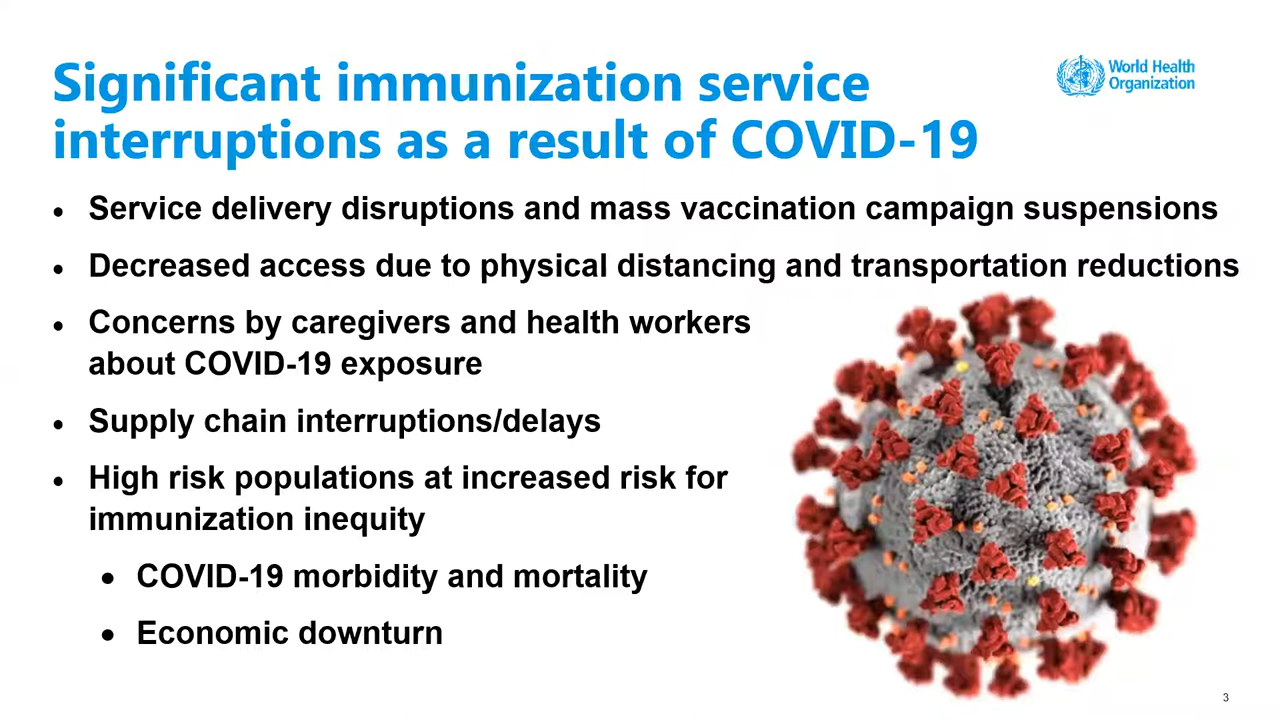 Significant immunization service
interruptions as a result of COVID-19
World Health
Organization
• Service delivery disruptions and mass vaccination campaign suspensions
• Decreased access due to physical distancing and transportation reductions
• Concerns by caregivers and health workers
about COVID-19 exposure
• Supply chain interruptions/delays
• High risk populations at increased risk for
immunization inequity
• COVID-19 morbidity and mortality
• Economic downturn
3